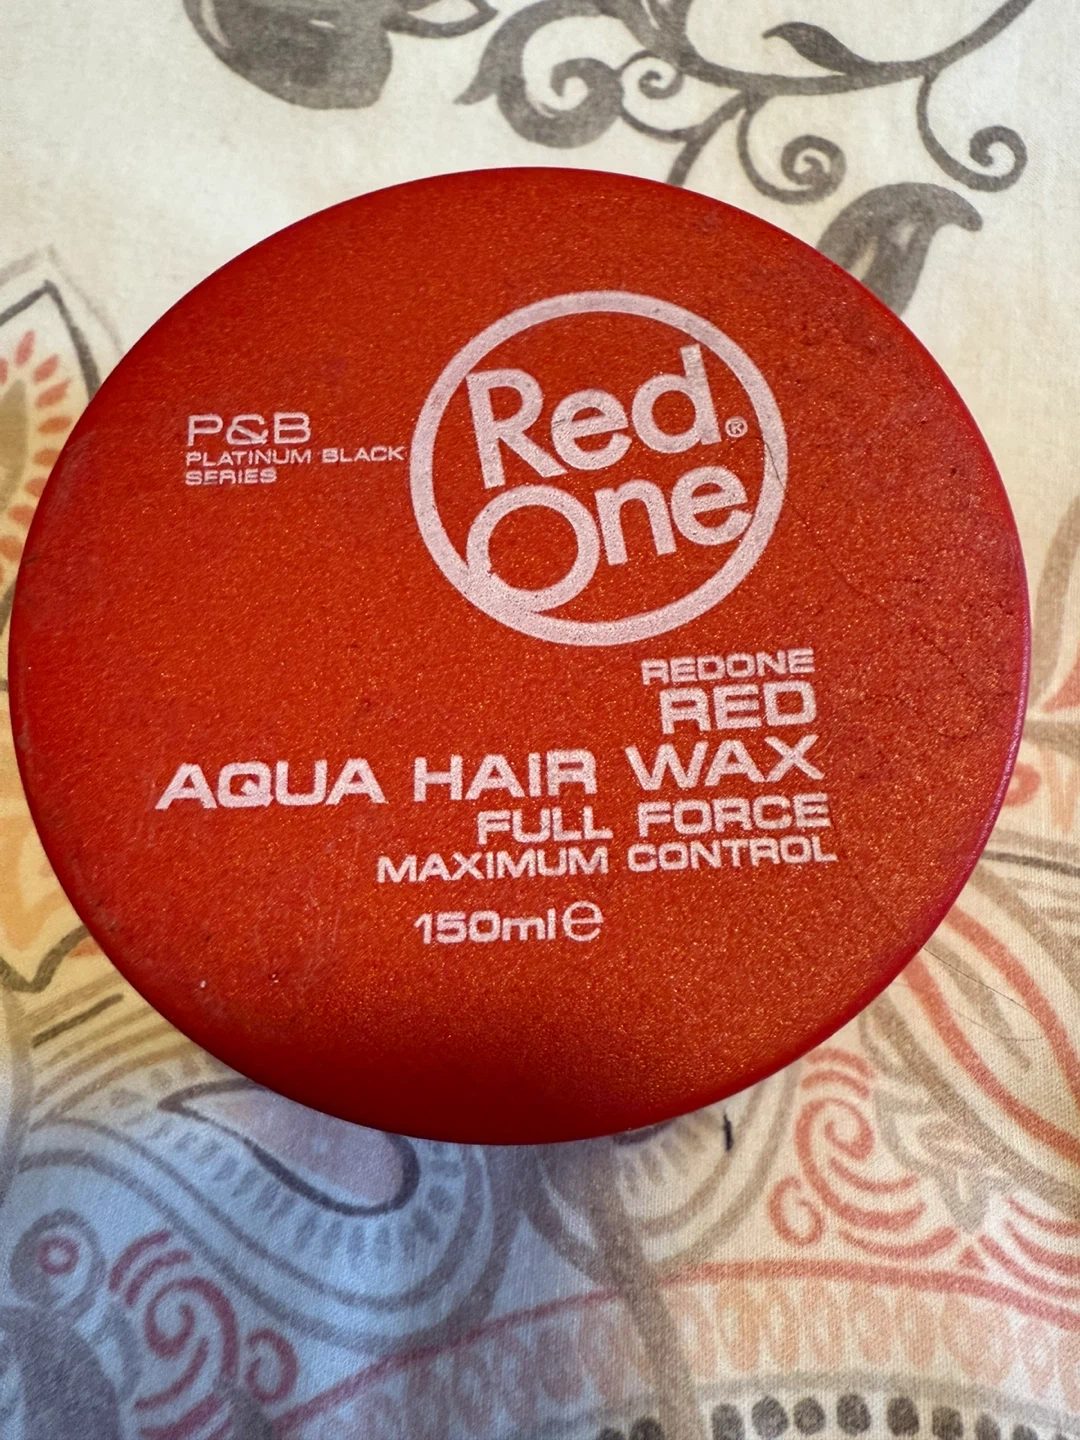 Red®
One
P&B
PLATINUM BLACK
SERIES
REDONE
RED
AQUA HAIR WAX
FULL FORCE
MAXIMUM CONTROL
150ml℮